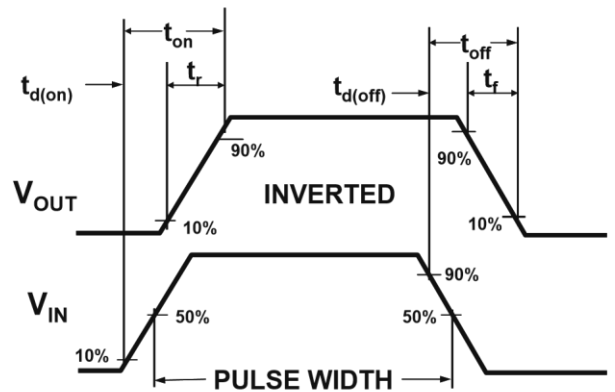 t_on t_off
t_d(on) t_r t_d(off) t_f
90% 90%
V_OUT INVERTED
10% 10%
90%
V_IN 50% 50%
10%
PULSE WIDTH